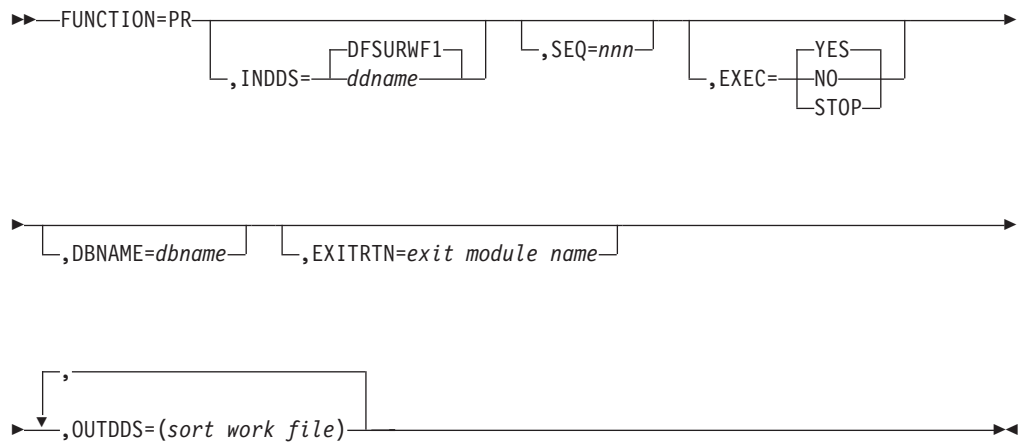 FUNCTION=PR
,INDDS=
DFSURWF1
ddname
,SEQ=nnn
,EXEC=
YES
NO
STOP
,DBNAME=dbname
,EXITRTN=exit module name
,
,OUTDDS=(sort work file)